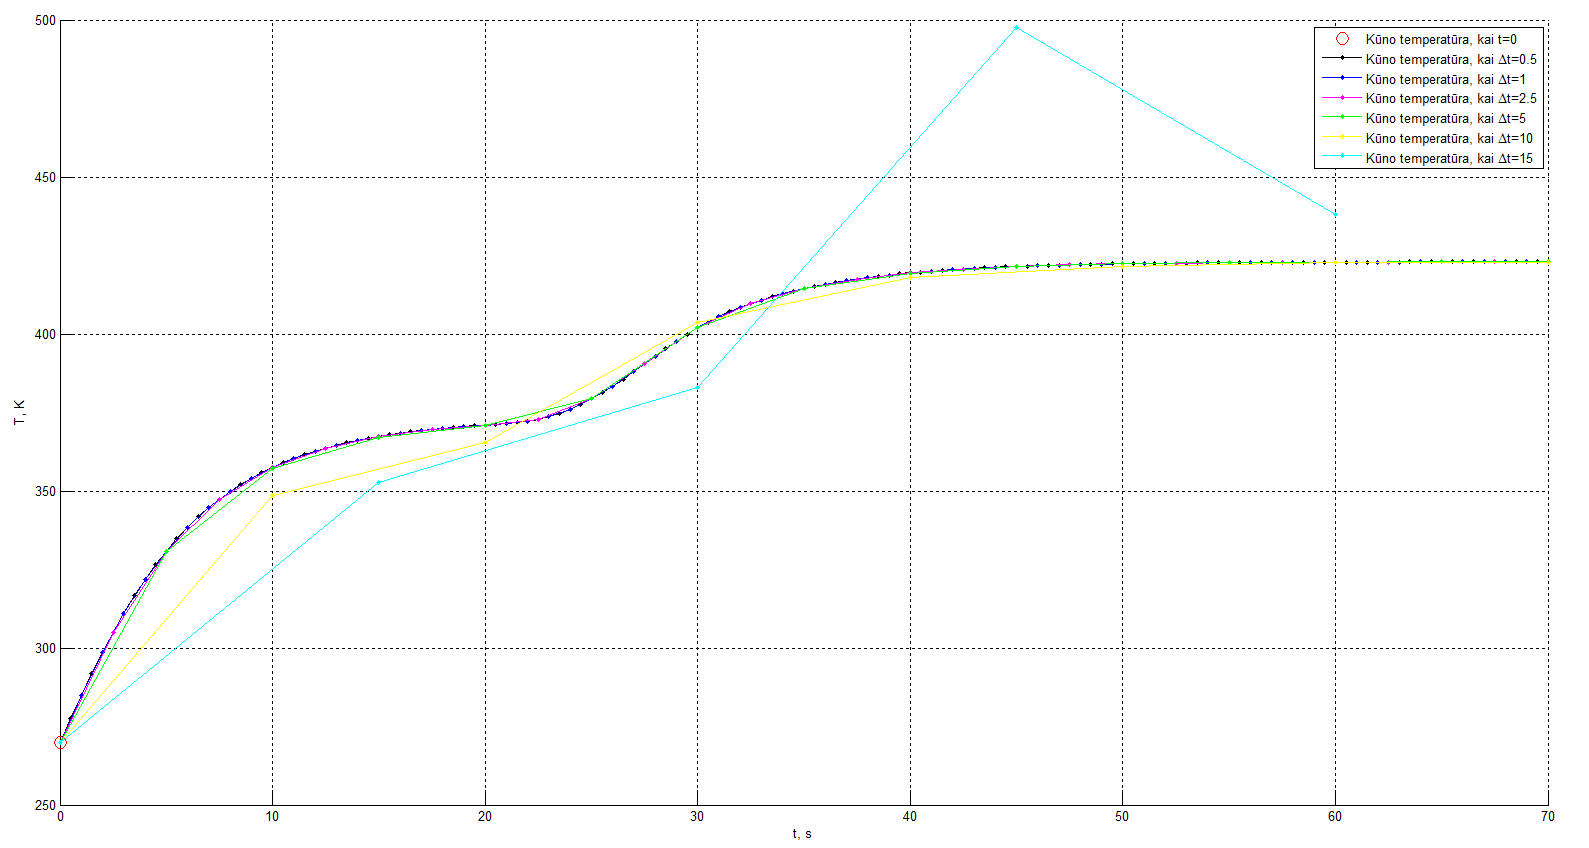 500
450
400
350
300
250
T, K
0
10
20
30
40
50
60
70
t, s
Kūno temperatūra, kai t=0
Kūno temperatūra, kai Δt=0.5
Kūno temperatūra, kai Δt=1
Kūno temperatūra, kai Δt=2.5
Kūno temperatūra, kai Δt=5
Kūno temperatūra, kai Δt=10
Kūno temperatūra, kai Δt=15